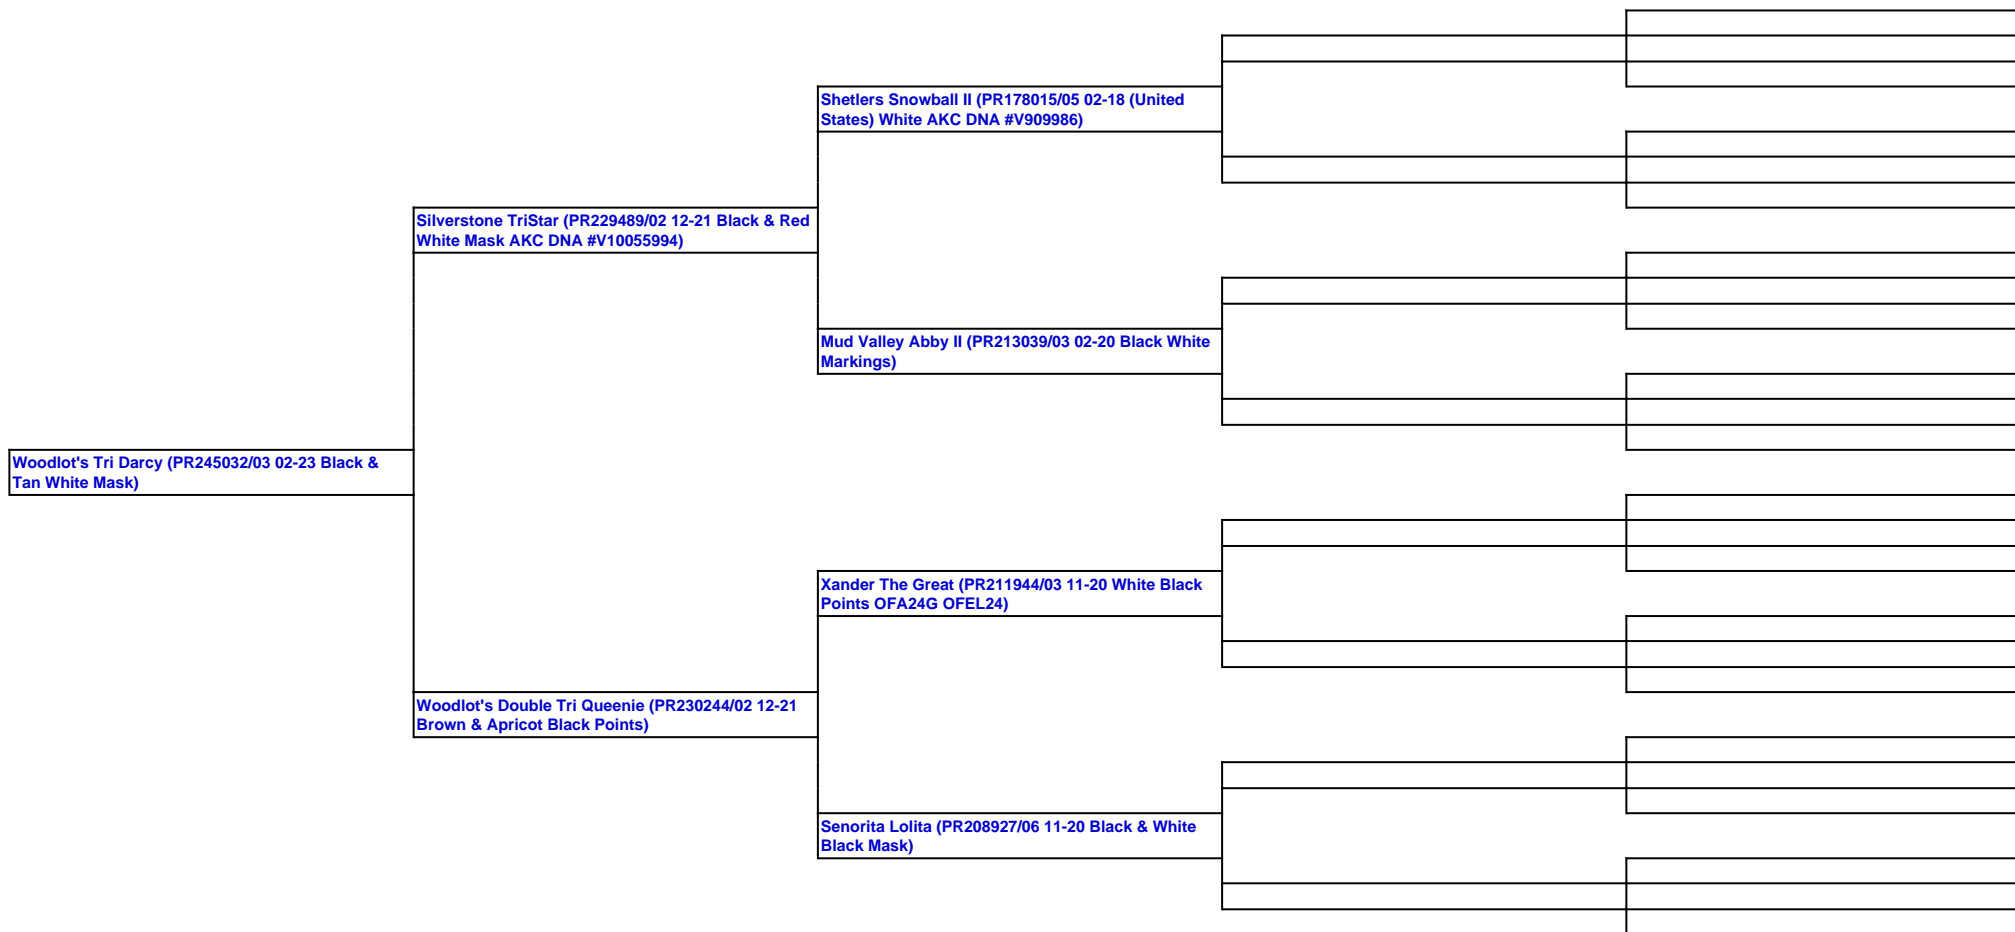 Shetlers Snowball II (PR178015/05 02-18 (United
States) White AKC DNA #V909986)
Silverstone TriStar (PR229489/02 12-21 Black & Red
White Mask AKC DNA #V10055994)
Mud Valley Abby II (PR213039/03 02-20 Black White
Markings)
Woodlot's Tri Darcy (PR245032/03 02-23 Black &
Tan White Mask)
Xander The Great (PR211944/03 11-20 White Black
Points OFA24G OFEL24)
Woodlot's Double Tri Queenie (PR230244/02 12-21
Brown & Apricot Black Points)
Senorita Lolita (PR208927/06 11-20 Black & White
Black Mask)